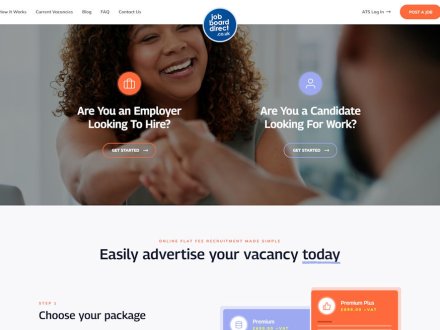 How It Works Current Vacancies Blog FAQ Contact Us
job
board
direct
.co.uk
ATS Log In
POST A JOB
Are You an Employer
Looking To Hire?
GET STARTED
Are You a Candidate
Looking For Work?
GET STARTED
ONLINE FLAT FEE RECRUITMENT MADE SIMPLE
Easily advertise your vacancy today
STEP 1
Choose your package
Premium
Premium Plus